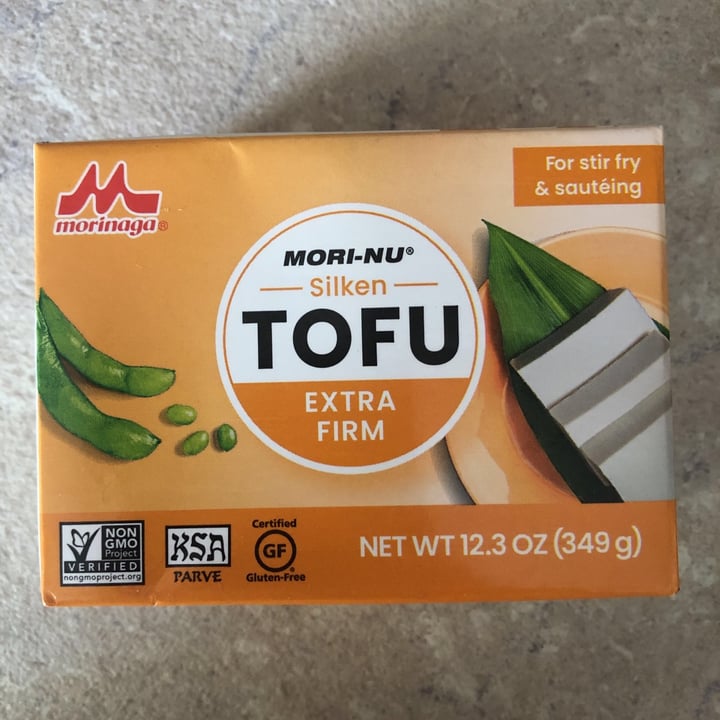 morinaga®
For stir fry
& sautéing
MORI-NU®
Silken
TOFU
EXTRA
FIRM
NON
GMO
Project
VERIFIED
nongmoproject.org
KSA
PARVE
Certified
GF
Gluten-Free
NET WT 12.3 OZ (349 g)